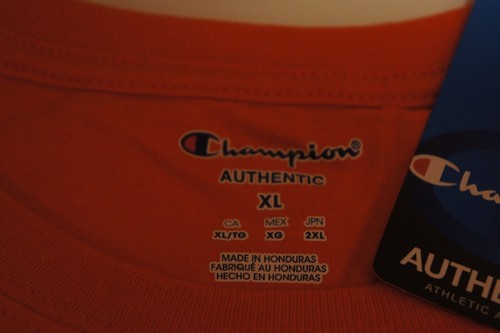 Champion®
AUTHENTIC
XL
CA MEX JPN
XL/TG XG 2XL
MADE IN HONDURAS
FABRIQUÉ AU HONDURAS
HECHO EN HONDURAS
Cha
AUTHE
ATHLETIC A